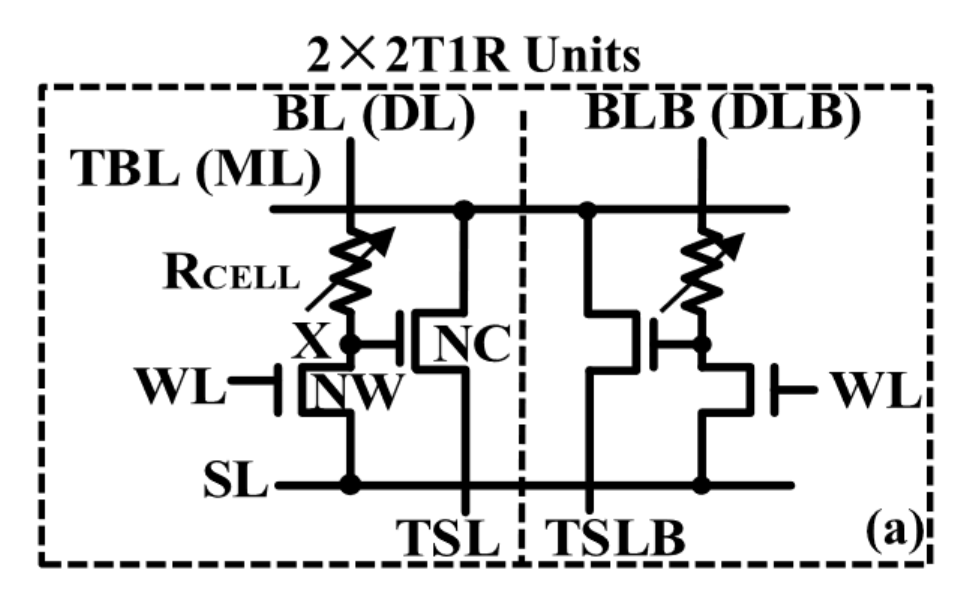 2×2T1R Units
BL (DL)
BLB (DLB)
TBL (ML)
RCELL
X
NC
WL
NW
WL
SL
TSL
TSLB
(a)